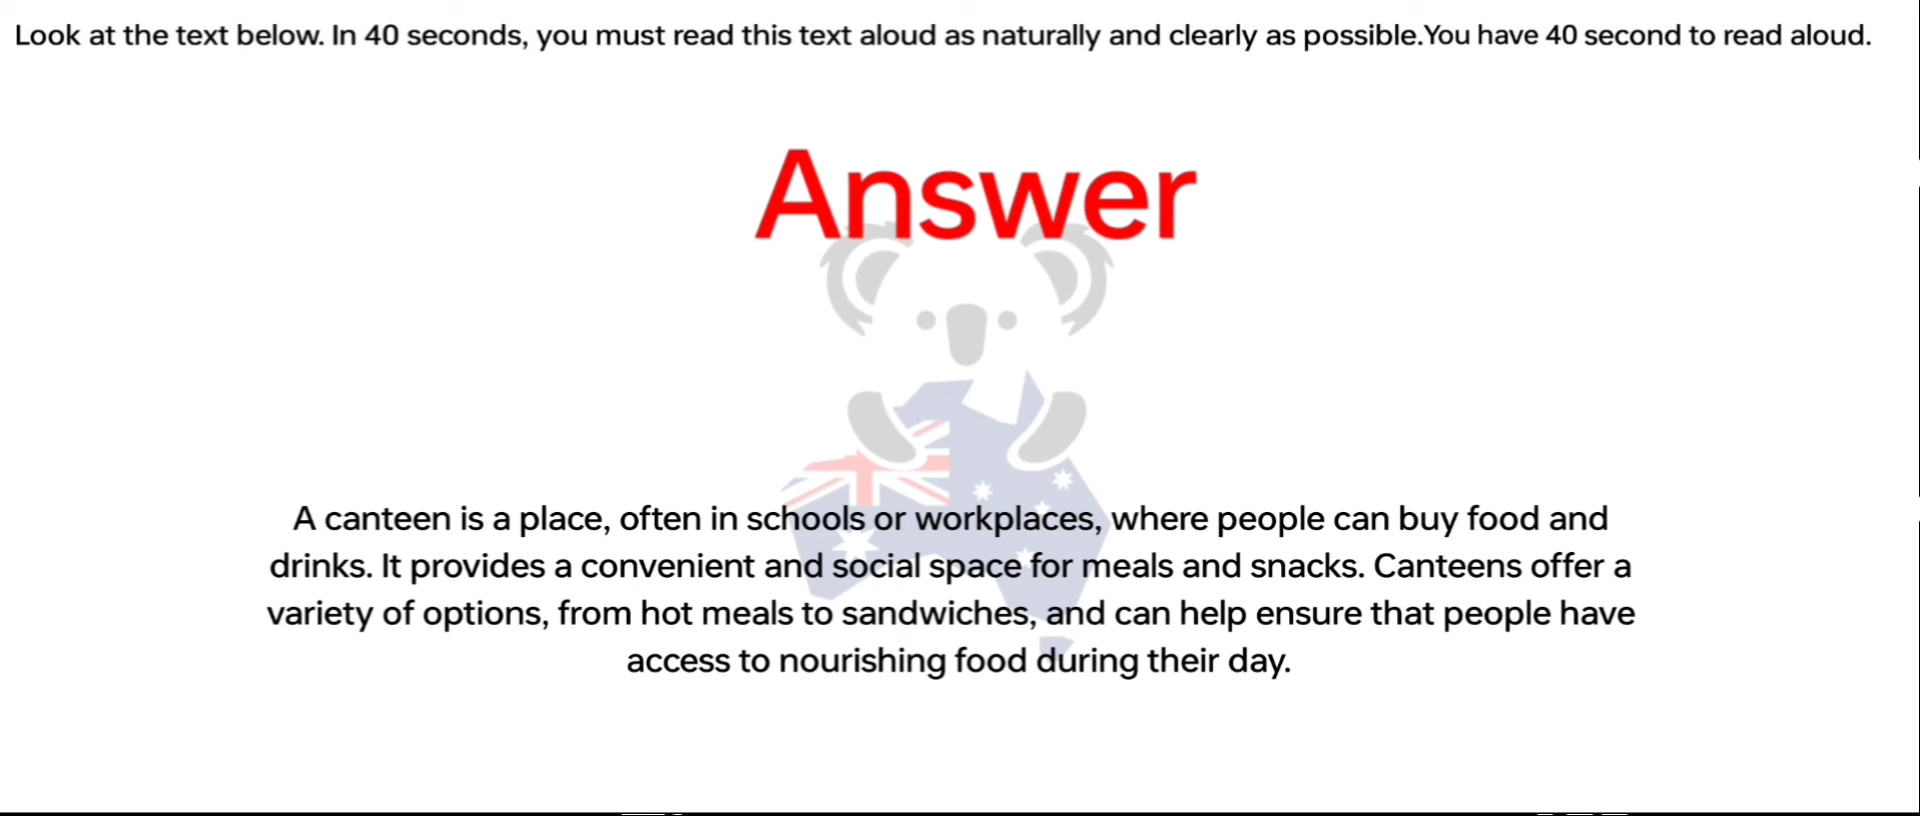 Look at the text below. In 40 seconds, you must read this text aloud as naturally and clearly as possible.You have 40 second to read aloud.
Answer
A canteen is a place, often in schools or workplaces, where people can buy food and
drinks. It provides a convenient and social space for meals and snacks. Canteens offer a
variety of options, from hot meals to sandwiches, and can help ensure that people have
access to nourishing food during their day.